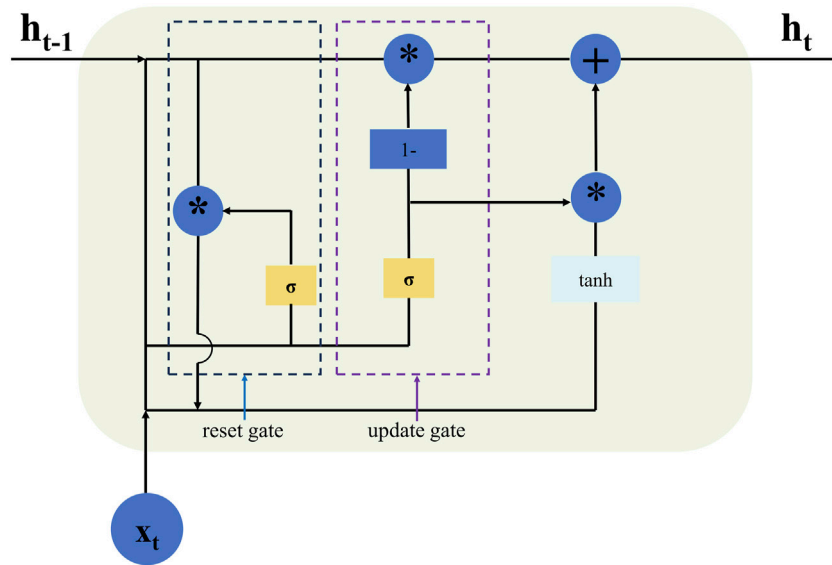 h_{t-1}
h_t
*
+
1-
*
*
σ
σ
tanh
reset gate
update gate
x_t